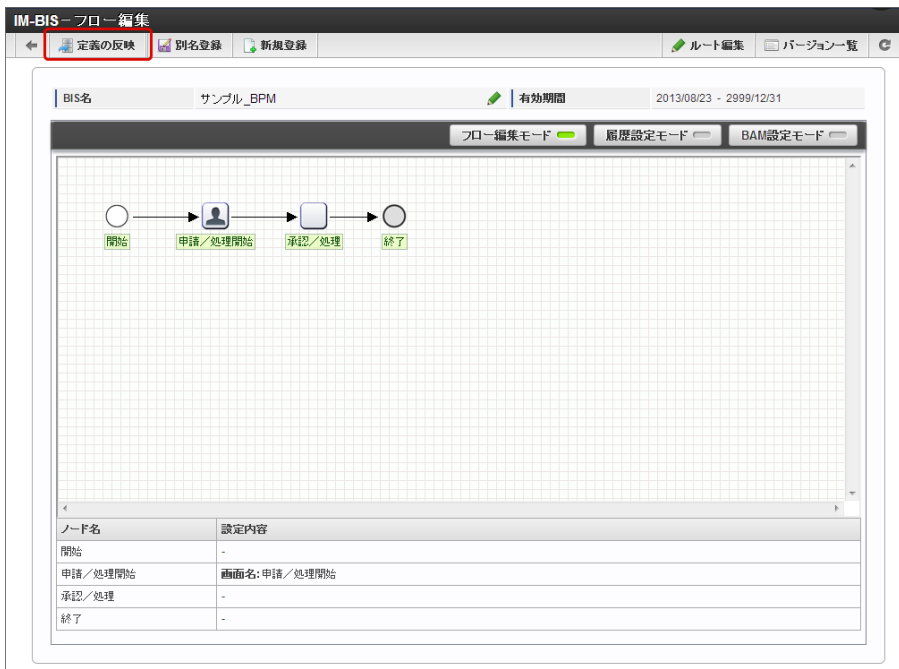 IM-BIS－フロー編集
定義の反映 別名登録 新規登録 ルート編集 バージョン一覧
BIS名 サンプル_BPM 有効期間 2013/08/23 - 2999/12/31
フロー編集モード 履歴設定モード BAM設定モード
開始 申請／処理開始 承認／処理 終了
ノード名 設定内容
開始 -
申請／処理開始 画面名:申請／処理開始
承認／処理 -
終了 -